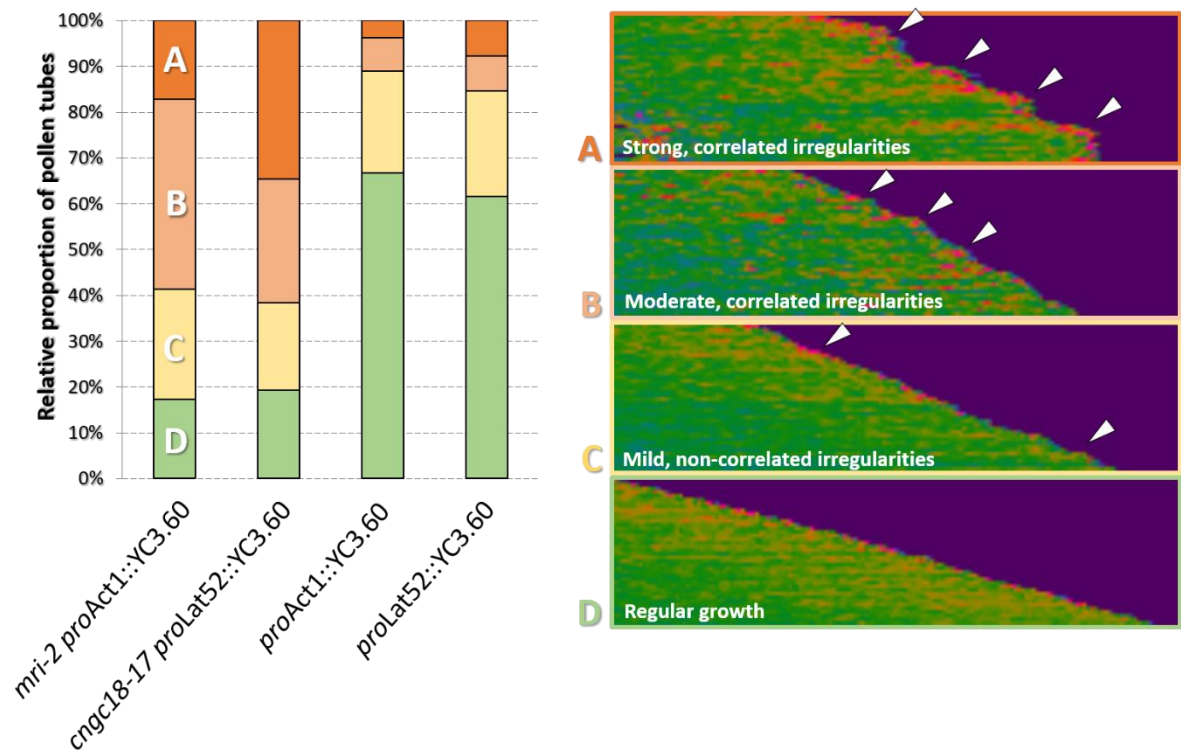 Relative proportion of pollen tubes
100%
90%
80%
70%
60%
50%
40%
30%
20%
10%
0%
A
B
C
D
mri-2 proAct1::YC3.60
cngc18-17 proLat52::YC3.60
proAct1::YC3.60
proLat52::YC3.60
A
Strong, correlated irregularities
B
Moderate, correlated irregularities
C
Mild, non-correlated irregularities
D
Regular growth